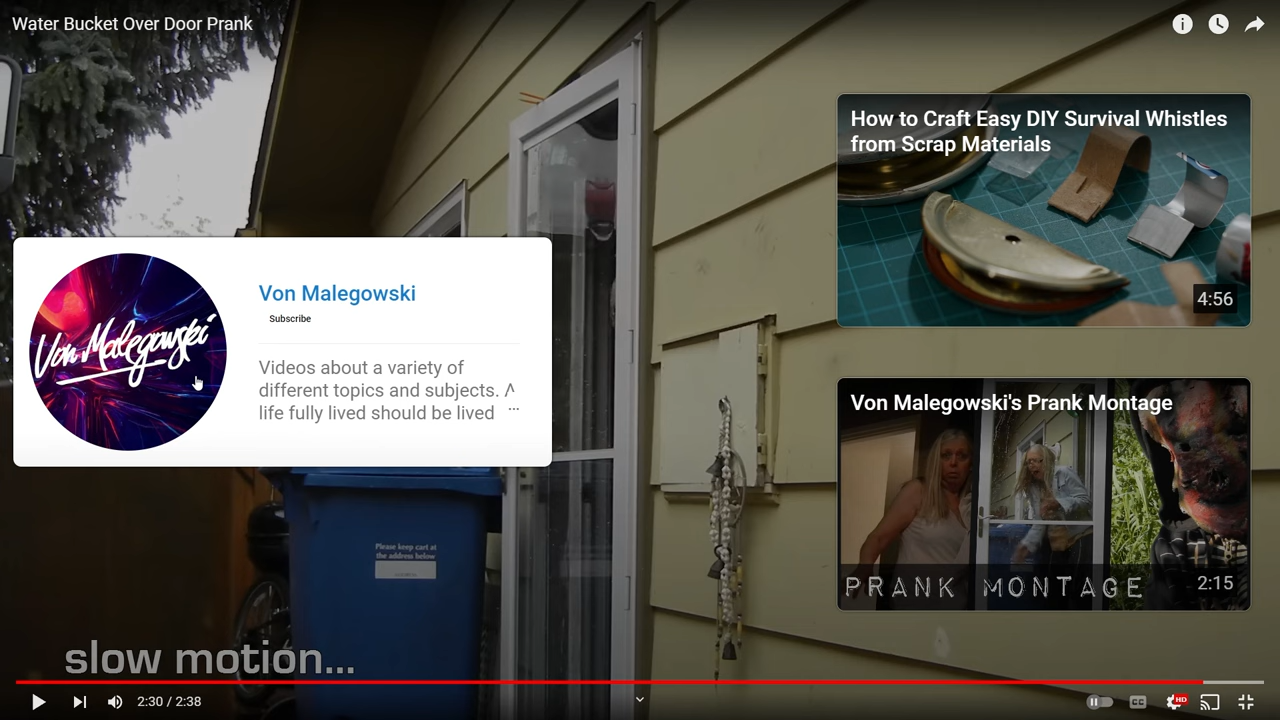 Water Bucket Over Door Prank
How to Craft Easy DIY Survival Whistles
from Scrap Materials
4:56
Von Malegowski
Von Malegowski
Subscribe
Videos about a variety of
different topics and subjects. A
life fully lived should be lived
...
Von Malegowski's Prank Montage
PRANK MONTAGE
2:15
Please keep cart at
the address below
slow motion...
2:30 / 2:38
CC
HD